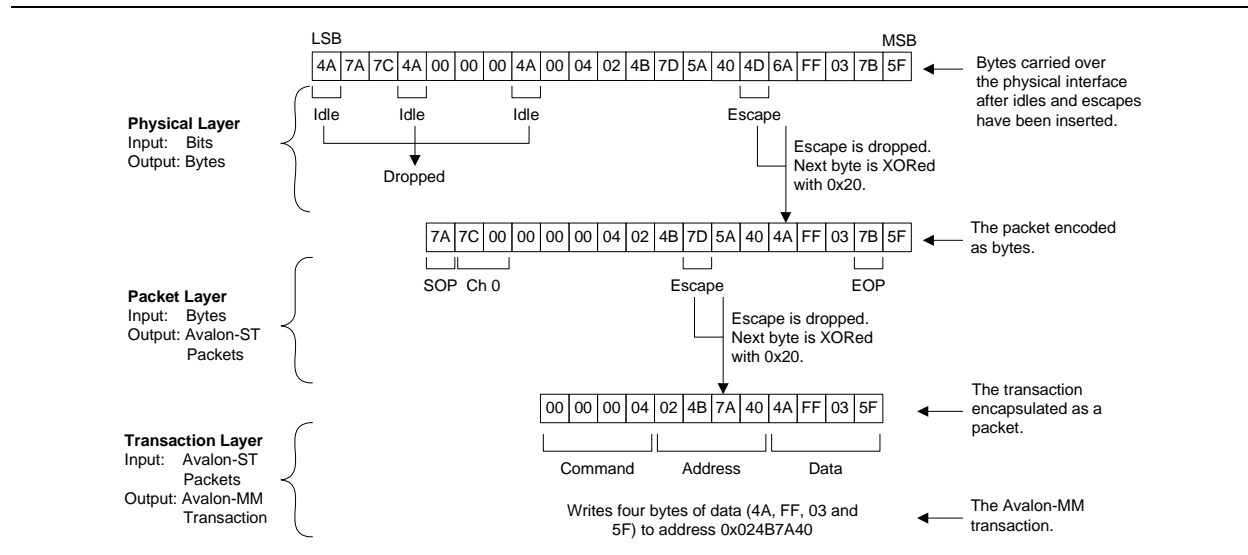 LSB MSB
4A 7A 7C 4A 00 00 00 4A 00 04 02 4B 7D 5A 40 4D 6A FF 03 7B 5F
Bytes carried over
the physical interface
after idles and escapes
have been inserted.
Idle Idle Idle Escape
Physical Layer
Input: Bits
Output: Bytes
Dropped
Escape is dropped.
Next byte is XORed
with 0x20.
7A 7C 00 00 00 00 04 02 4B 7D 5A 40 4A FF 03 7B 5F
The packet encoded
as bytes.
SOP Ch 0 Escape EOP
Packet Layer
Input: Bytes
Output: Avalon-ST
Packets
Escape is dropped.
Next byte is XORed
with 0x20.
00 00 00 04 02 4B 7A 40 4A FF 03 5F
The transaction
encapsulated as a
packet.
Transaction Layer
Input: Avalon-ST
Packets
Output: Avalon-MM
Transaction
Command Address Data
Writes four bytes of data (4A, FF, 03 and
5F) to address 0x024B7A40
The Avalon-MM
transaction.